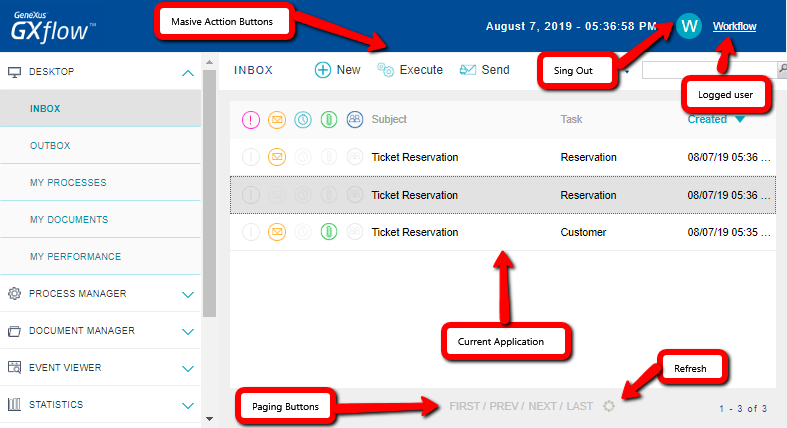 GeneXus
GXflow
Masive Acttion Buttons
August 7, 2019 - 05:36:58 PM
W
Workflow
DESKTOP
INBOX
OUTBOX
MY PROCESSES
MY DOCUMENTS
MY PERFORMANCE
PROCESS MANAGER
DOCUMENT MANAGER
EVENT VIEWER
STATISTICS
INBOX
New
Execute
Send
Sing Out
Logged user
Subject
Task
Created
Ticket Reservation
Reservation
08/07/19 05:36 ...
Ticket Reservation
Reservation
08/07/19 05:36 ...
Ticket Reservation
Customer
08/07/19 05:35 ...
Current Application
Refresh
Paging Buttons
FIRST / PREV / NEXT / LAST
1 - 3 of 3